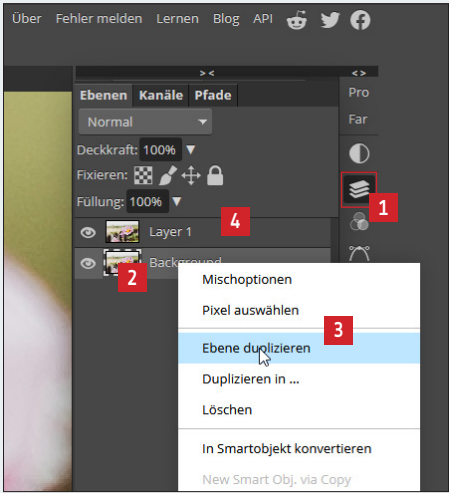 Über Fehler melden Lernen Blog API
> < < >
Ebenen Kanäle Pfade Pro
Normal Far
Deckkraft: 100% ▼
Fixieren:
1
Füllung: 100% ▼
Layer 1 4
Background
2
Mischoptionen
Pixel auswählen
3
Ebene duplizieren
Duplizieren in ...
Löschen
In Smartobjekt konvertieren
New Smart Obj. via Copy